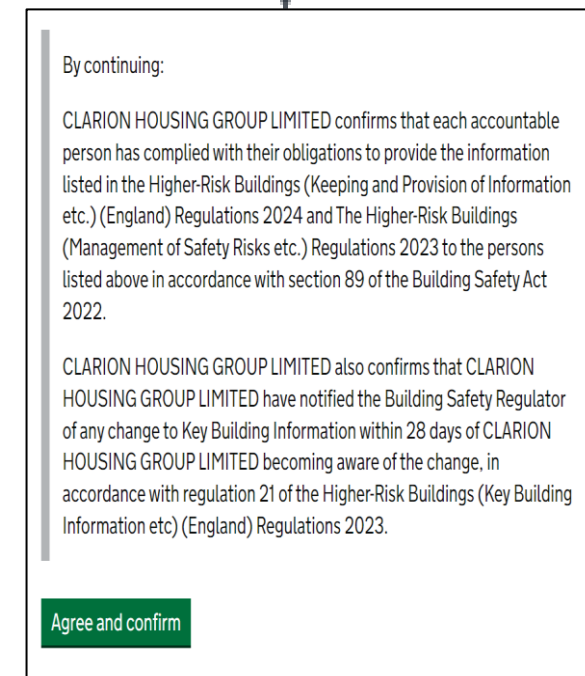 By continuing:
CLARION HOUSING GROUP LIMITED confirms that each accountable
person has complied with their obligations to provide the information
listed in the Higher-Risk Buildings (Keeping and Provision of Information
etc.) (England) Regulations 2024 and The Higher-Risk Buildings
(Management of Safety Risks etc.) Regulations 2023 to the persons
listed above in accordance with section 89 of the Building Safety Act
2022.
CLARION HOUSING GROUP LIMITED also confirms that CLARION
HOUSING GROUP LIMITED have notified the Building Safety Regulator
of any change to Key Building Information within 28 days of CLARION
HOUSING GROUP LIMITED becoming aware of the change, in
accordance with regulation 21 of the Higher-Risk Buildings (Key Building
Information etc) (England) Regulations 2023.
Agree and confirm